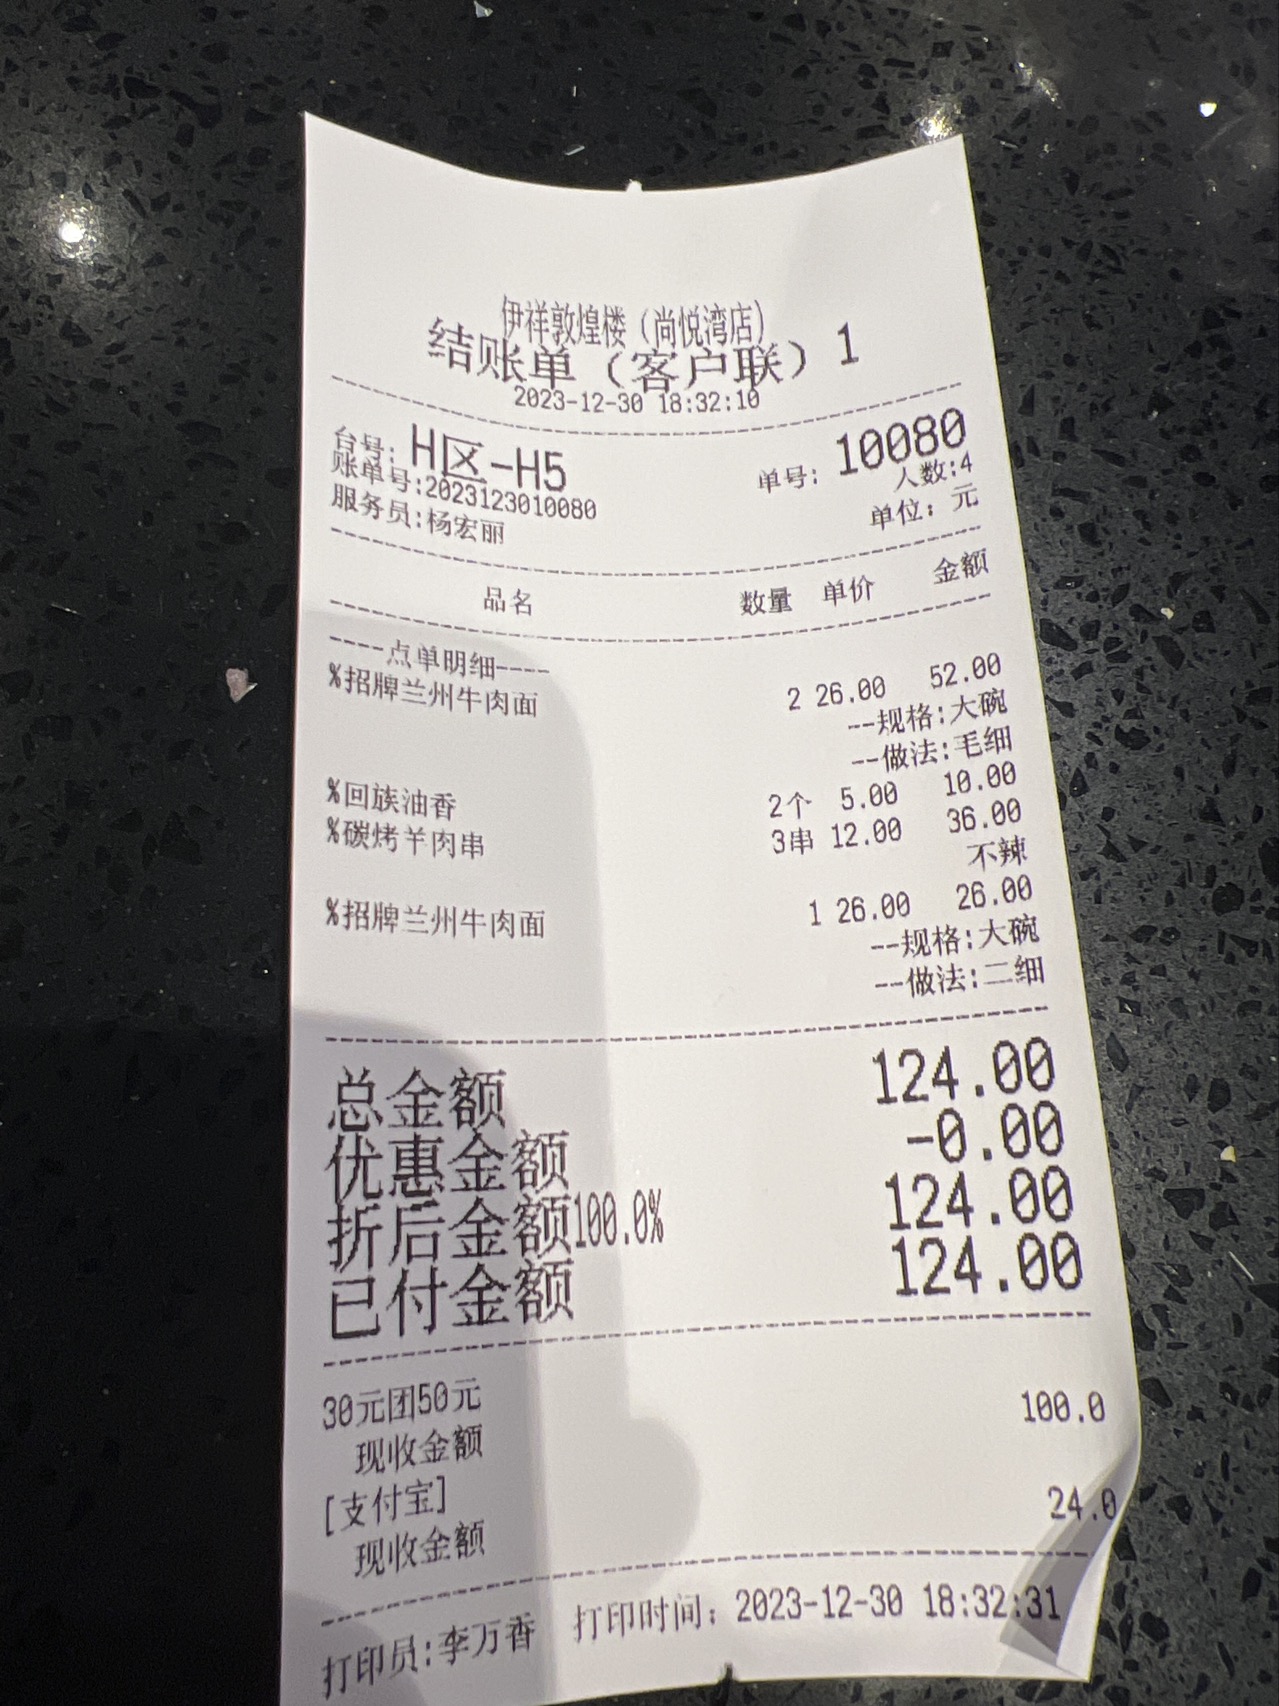 伊祥敦煌楼（尚悦湾店）
结账单（客户联）1
2023-12-30 18:32:10
台号: H区-H5 单号: 10080
账单号:2023123010080 人数:4
服务员:杨宏丽 单位: 元
品名 数量 单价 金额
----点单明细----
%招牌兰州牛肉面 2 26.00 52.00
--规格:大碗
--做法:毛细
%回族油香 2个 5.00 10.00
%碳烤羊肉串 3串 12.00 36.00
不辣
%招牌兰州牛肉面 1 26.00 26.00
--规格:大碗
--做法:二细
总金额 124.00
优惠金额 -0.00
折后金额100.0% 124.00
已付金额 124.00
30元团50元
现收金额 100.0
[支付宝]
现收金额 24.0
打印员:李万香 打印时间: 2023-12-30 18:32:31